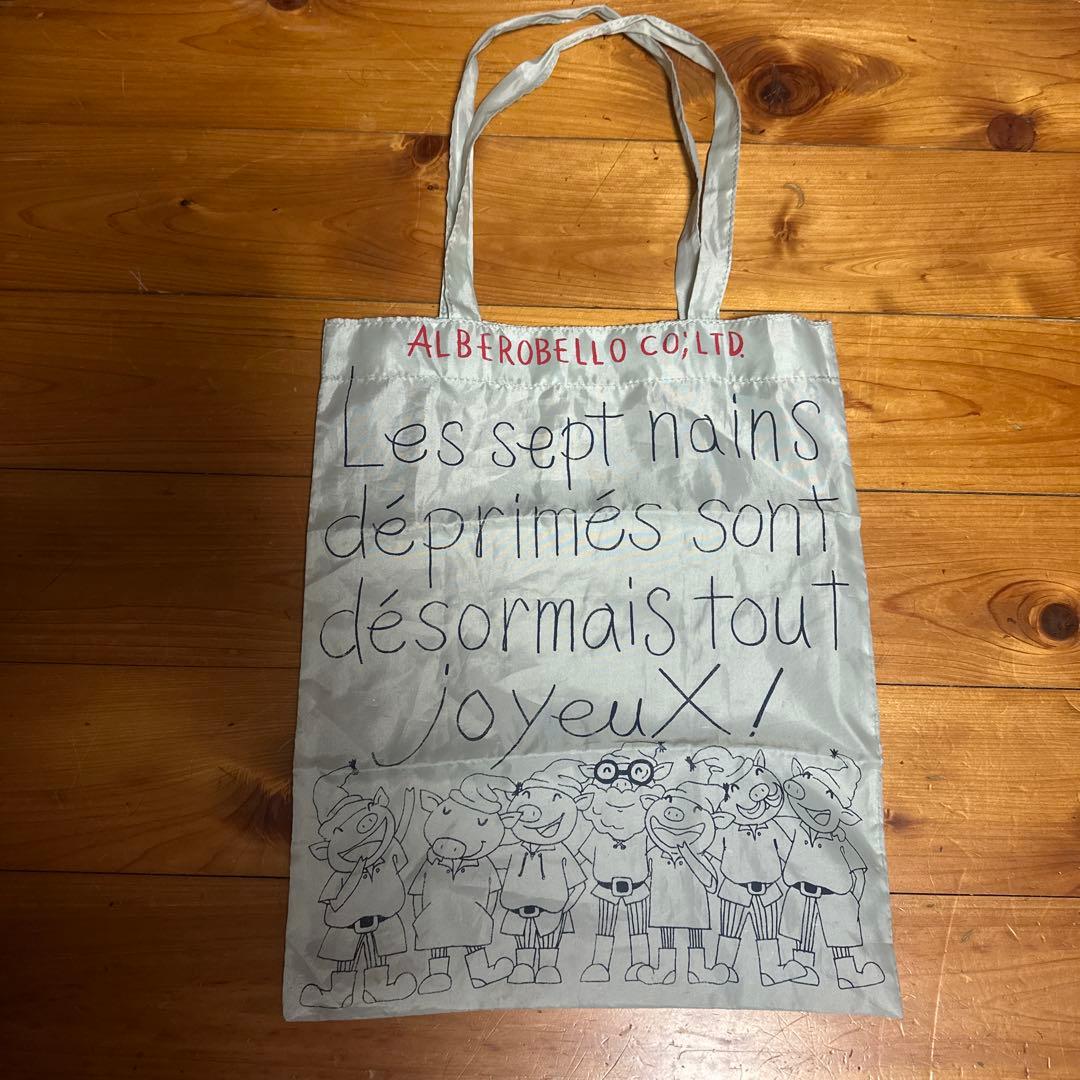 ALBEROBELLO CO;LTD.
Les sept nains
déprimés sont
désormais tout
joyeux!